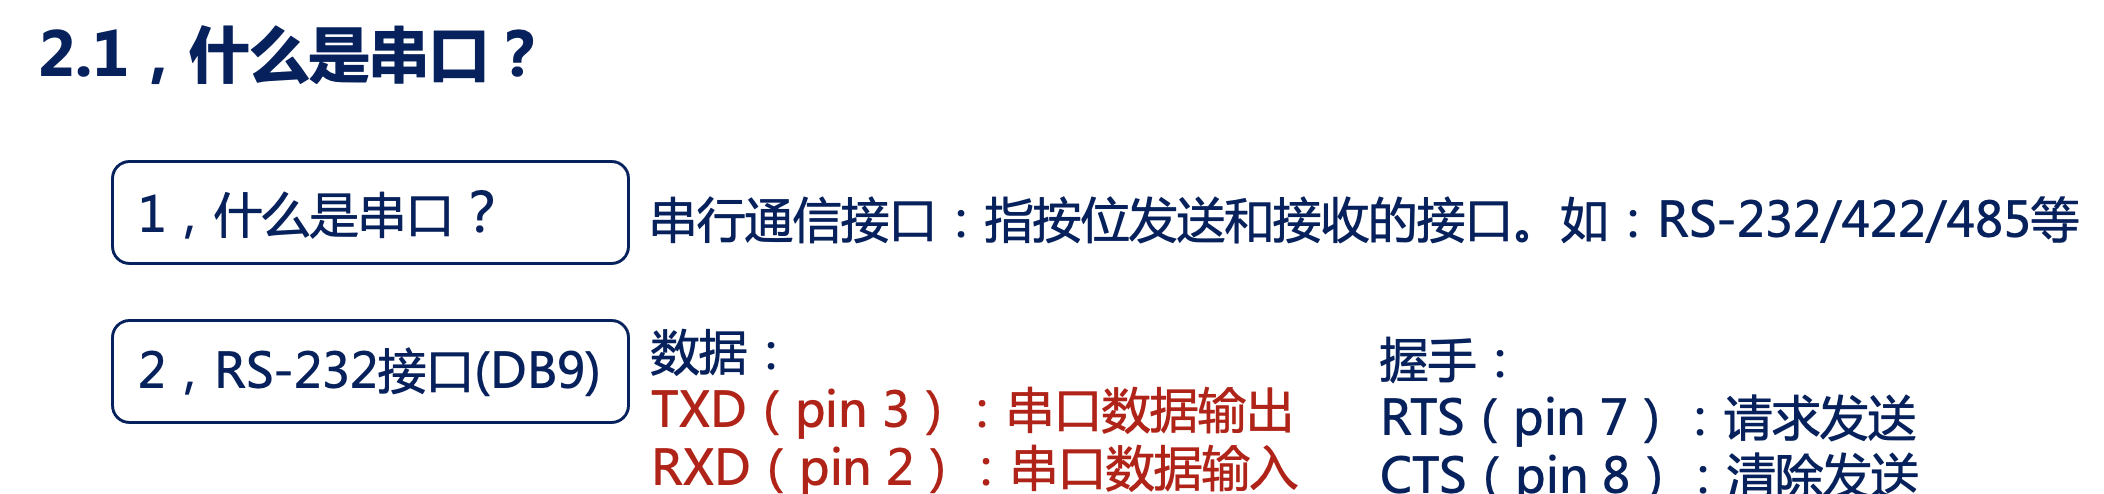 2.1，什么是串口？
1，什么是串口？
串行通信接口：指按位发送和接收的接口。如：RS-232/422/485等
2，RS-232接口(DB9)
数据：
TXD（pin 3）：串口数据输出
RXD（pin 2）：串口数据输入
握手：
RTS（pin 7）：请求发送
CTS（pin 8）：清除发送